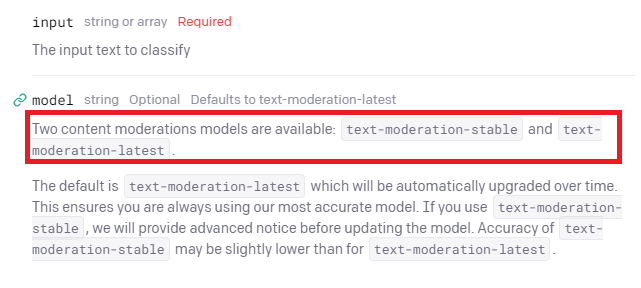 input string or array Required
The input text to classify
model string Optional Defaults to text-moderation-latest
Two content moderations models are available: text-moderation-stable and text-
moderation-latest .
The default is text-moderation-latest which will be automatically upgraded over time.
This ensures you are always using our most accurate model. If you use text-moderation-
stable , we will provide advanced notice before updating the model. Accuracy of text-
moderation-stable may be slightly lower than for text-moderation-latest .